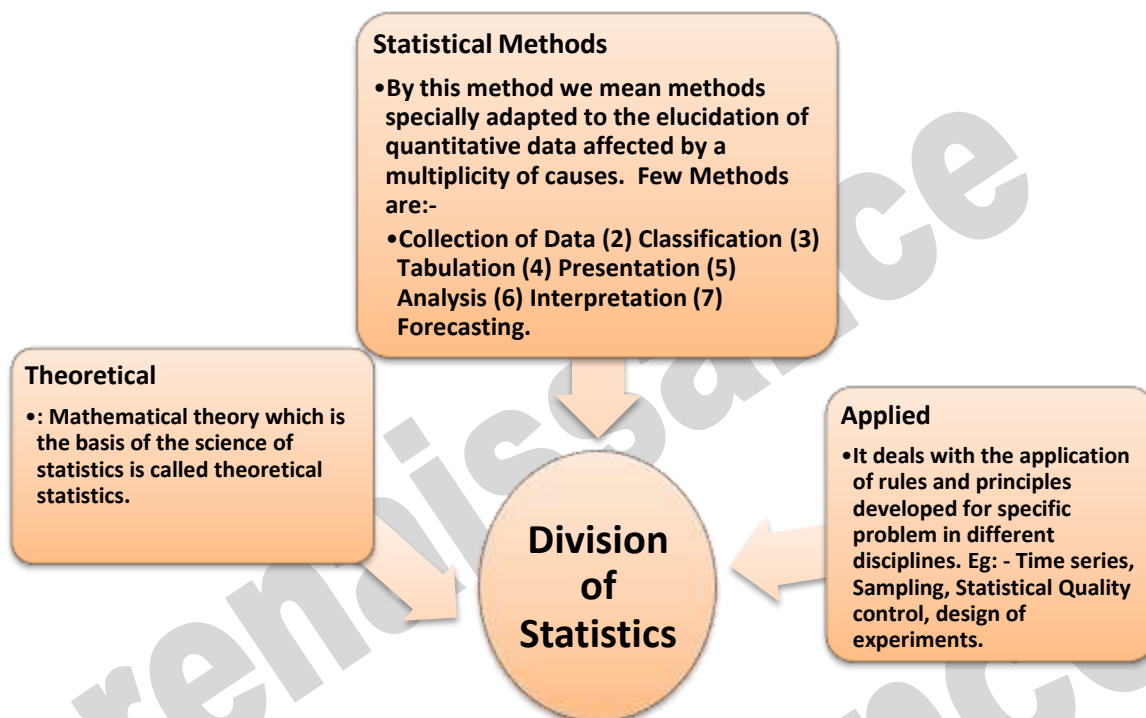 Statistical Methods
•By this method we mean methods
specially adapted to the elucidation of
quantitative data affected by a
multiplicity of causes.  Few Methods
are:-
•Collection of Data (2) Classification (3)
Tabulation (4) Presentation (5)
Analysis (6) Interpretation (7)
Forecasting.
Theoretical
•: Mathematical theory which is
the basis of the science of
statistics is called theoretical
statistics.
Applied
•It deals with the application
of rules and principles
developed for specific
problem in different
disciplines. Eg: - Time series,
Sampling, Statistical Quality
control, design of
experiments.
Division
of
Statistics
renaissance